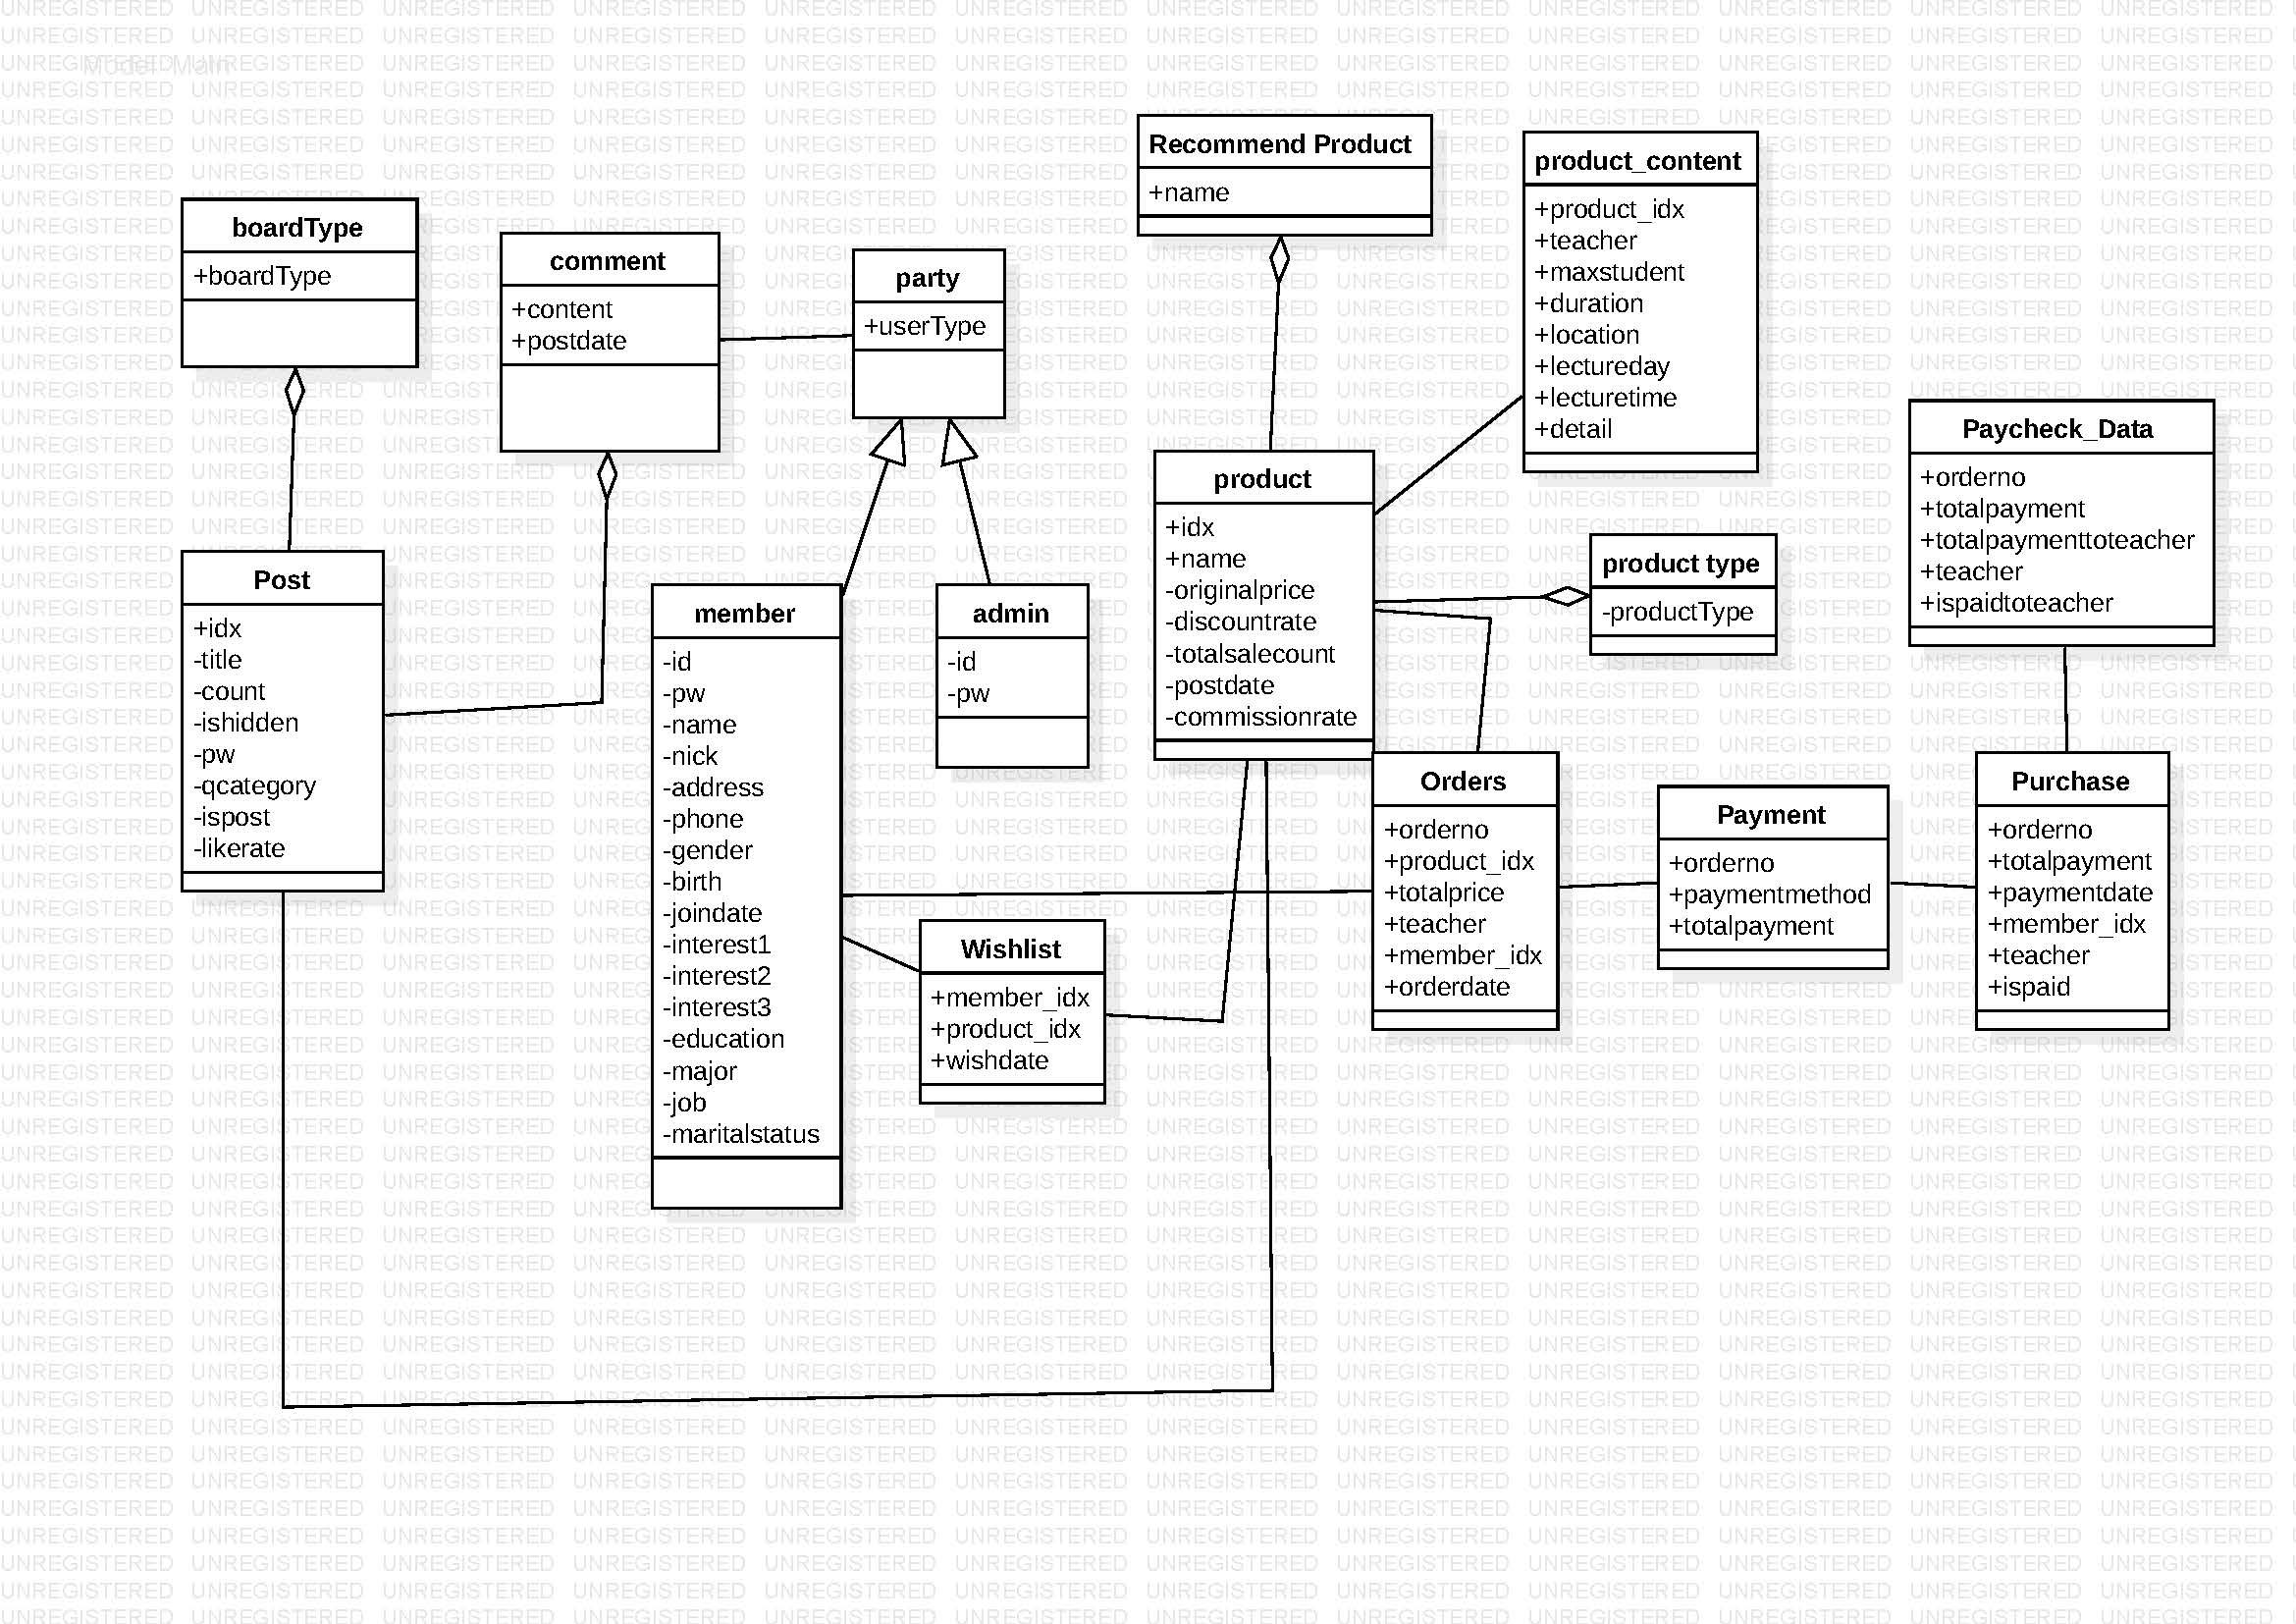 Model::Main
boardType
+boardType
comment
+content
+postdate
party
+userType
Recommend Product
+name
product_content
+product_idx
+teacher
+maxstudent
+duration
+location
+lectureday
+lecturetime
+detail
Paycheck_Data
+orderno
+totalpayment
+totalpaymenttoteacher
+teacher
+ispaidtoteacher
Post
+idx
-title
-count
-ishidden
-pw
-qcategory
-ispost
-likerate
member
-id
-pw
-name
-nick
-address
-phone
-gender
-birth
-joindate
-interest1
-interest2
-interest3
-education
-major
-job
-maritalstatus
admin
-id
-pw
product
+idx
+name
-originalprice
-discountrate
-totalsalecount
-postdate
-commissionrate
product type
-productType
Wishlist
+member_idx
+product_idx
+wishdate
Orders
+orderno
+product_idx
+totalprice
+teacher
+member_idx
+orderdate
Payment
+orderno
+paymentmethod
+totalpayment
Purchase
+orderno
+totalpayment
+paymentdate
+member_idx
+teacher
+ispaid
UNREGISTERED